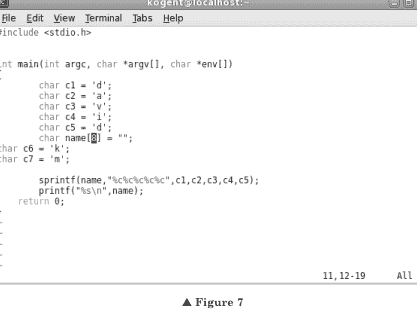 kogent@localhost:~
File Edit View Terminal Tabs Help
#include <stdio.h>
int main(int argc, char *argv[], char *env[])
{
char c1 = 'd';
char c2 = 'a';
char c3 = 'v';
char c4 = 'i';
char c5 = 'd';
char name[8] = "";
char c6 = 'k';
char c7 = 'm';
sprintf(name,"%c%c%c%c%c",c1,c2,c3,c4,c5);
printf("%s\n",name);
return 0;
}
~
~
~
~
~
11,12-19 All
▲ Figure 7